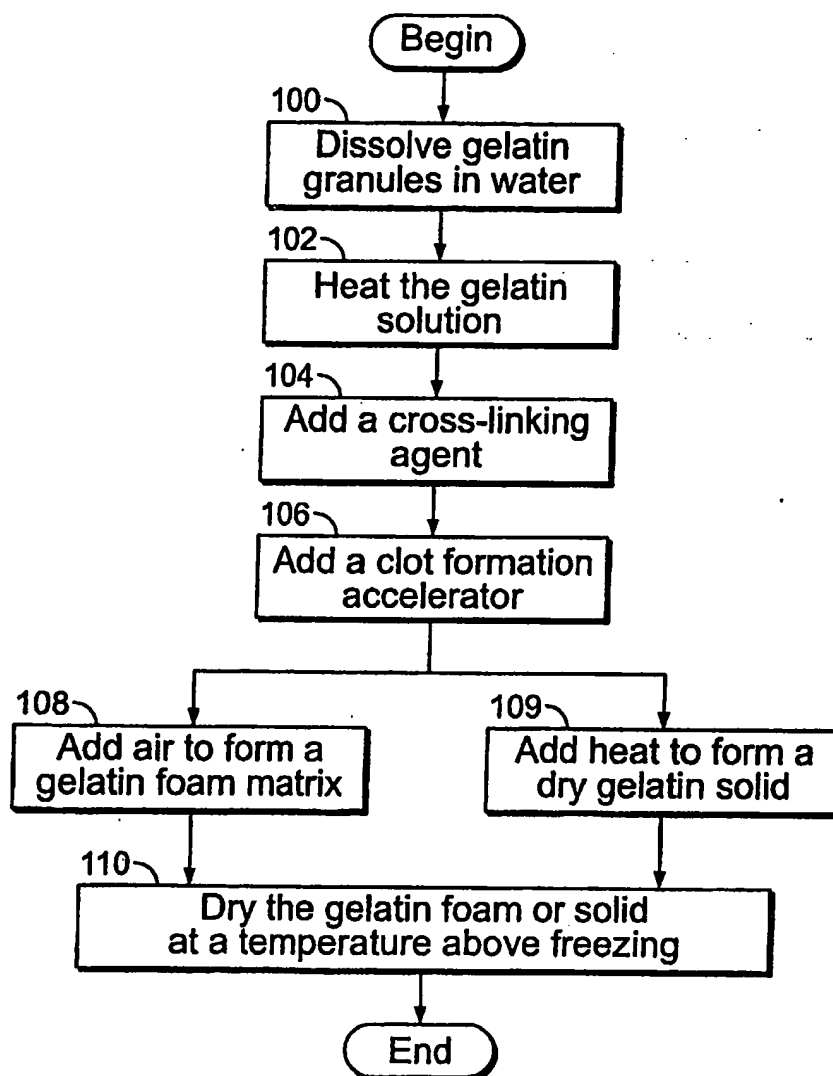 Begin
100
Dissolve gelatin
granules in water
102
Heat the gelatin
solution
104
Add a cross-linking
agent
106
Add a clot formation
accelerator
108
Add air to form a
gelatin foam matrix
109
Add heat to form a
dry gelatin solid
110
Dry the gelatin foam or solid
at a temperature above freezing
End